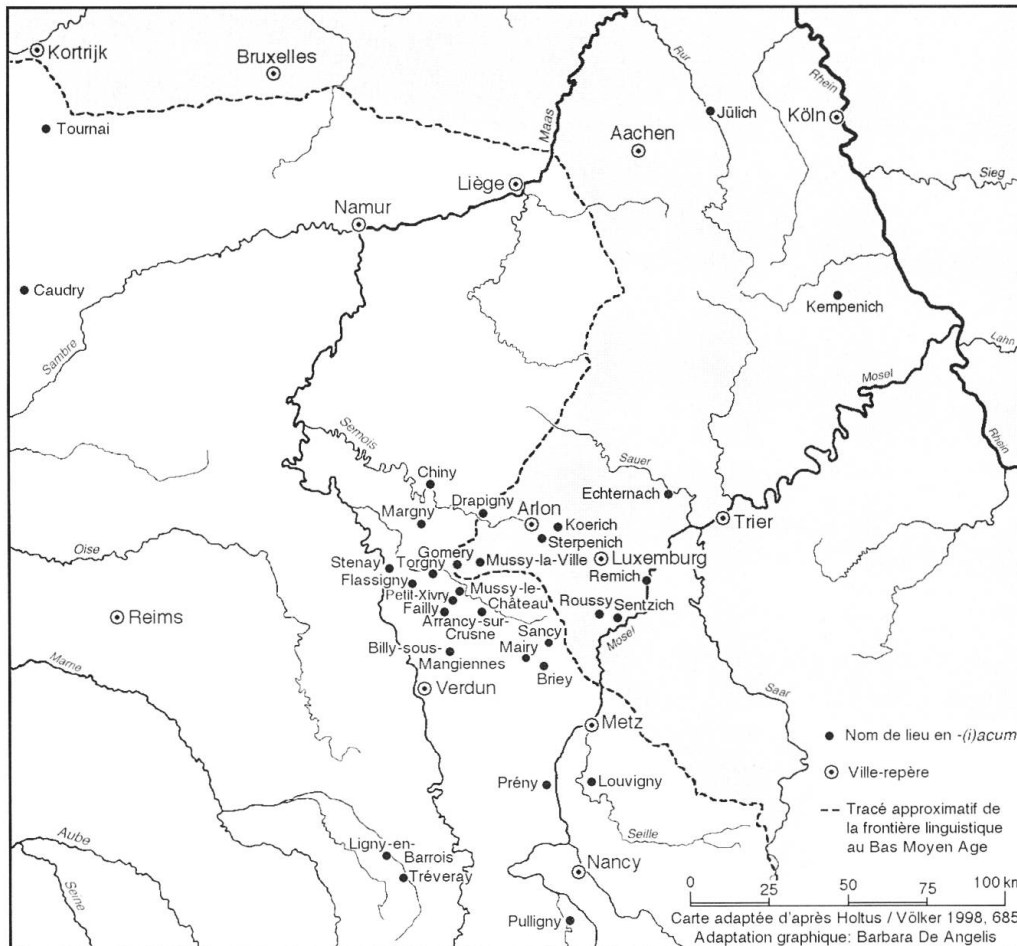 Kortrijk
Bruxelles
Tournai
Maas
Rur
Jülich
Rhein
Köln
Aachen
Sieg
Liège
Namur
Caudry
Sambre
Kempenich
Lahn
Mosel
Rhein
Semois
Chiny
Sauer
Echternach
Margny
Drapigny
Arlon
Koerich
Sterpenich
Trier
Oise
Stenay
Torgny
Gomery
Mussy-la-Ville
Luxemburg
Flassigny
Remich
Petit-Xivry
Mussy-le-
Château
Failly
Roussy
Sentzich
Arrancy-sur-
Crusne
Reims
Sancy
Mosel
Billy-sous-
Mangiennes
Mairy
Briey
Marne
Verdun
Saar
Metz
Prény
Louvigny
Seille
Aube
Seine
Ligny-en-
Barrois
Tréveray
Nancy
Pulligny
Nom de lieu en -(i)acum
Ville-repère
Tracé approximatif de
la frontière linguistique
au Bas Moyen Age
0 25 50 75 100 km
Carte adaptée d'après Holtus / Völker 1998, 685
Adaptation graphique: Barbara De Angelis